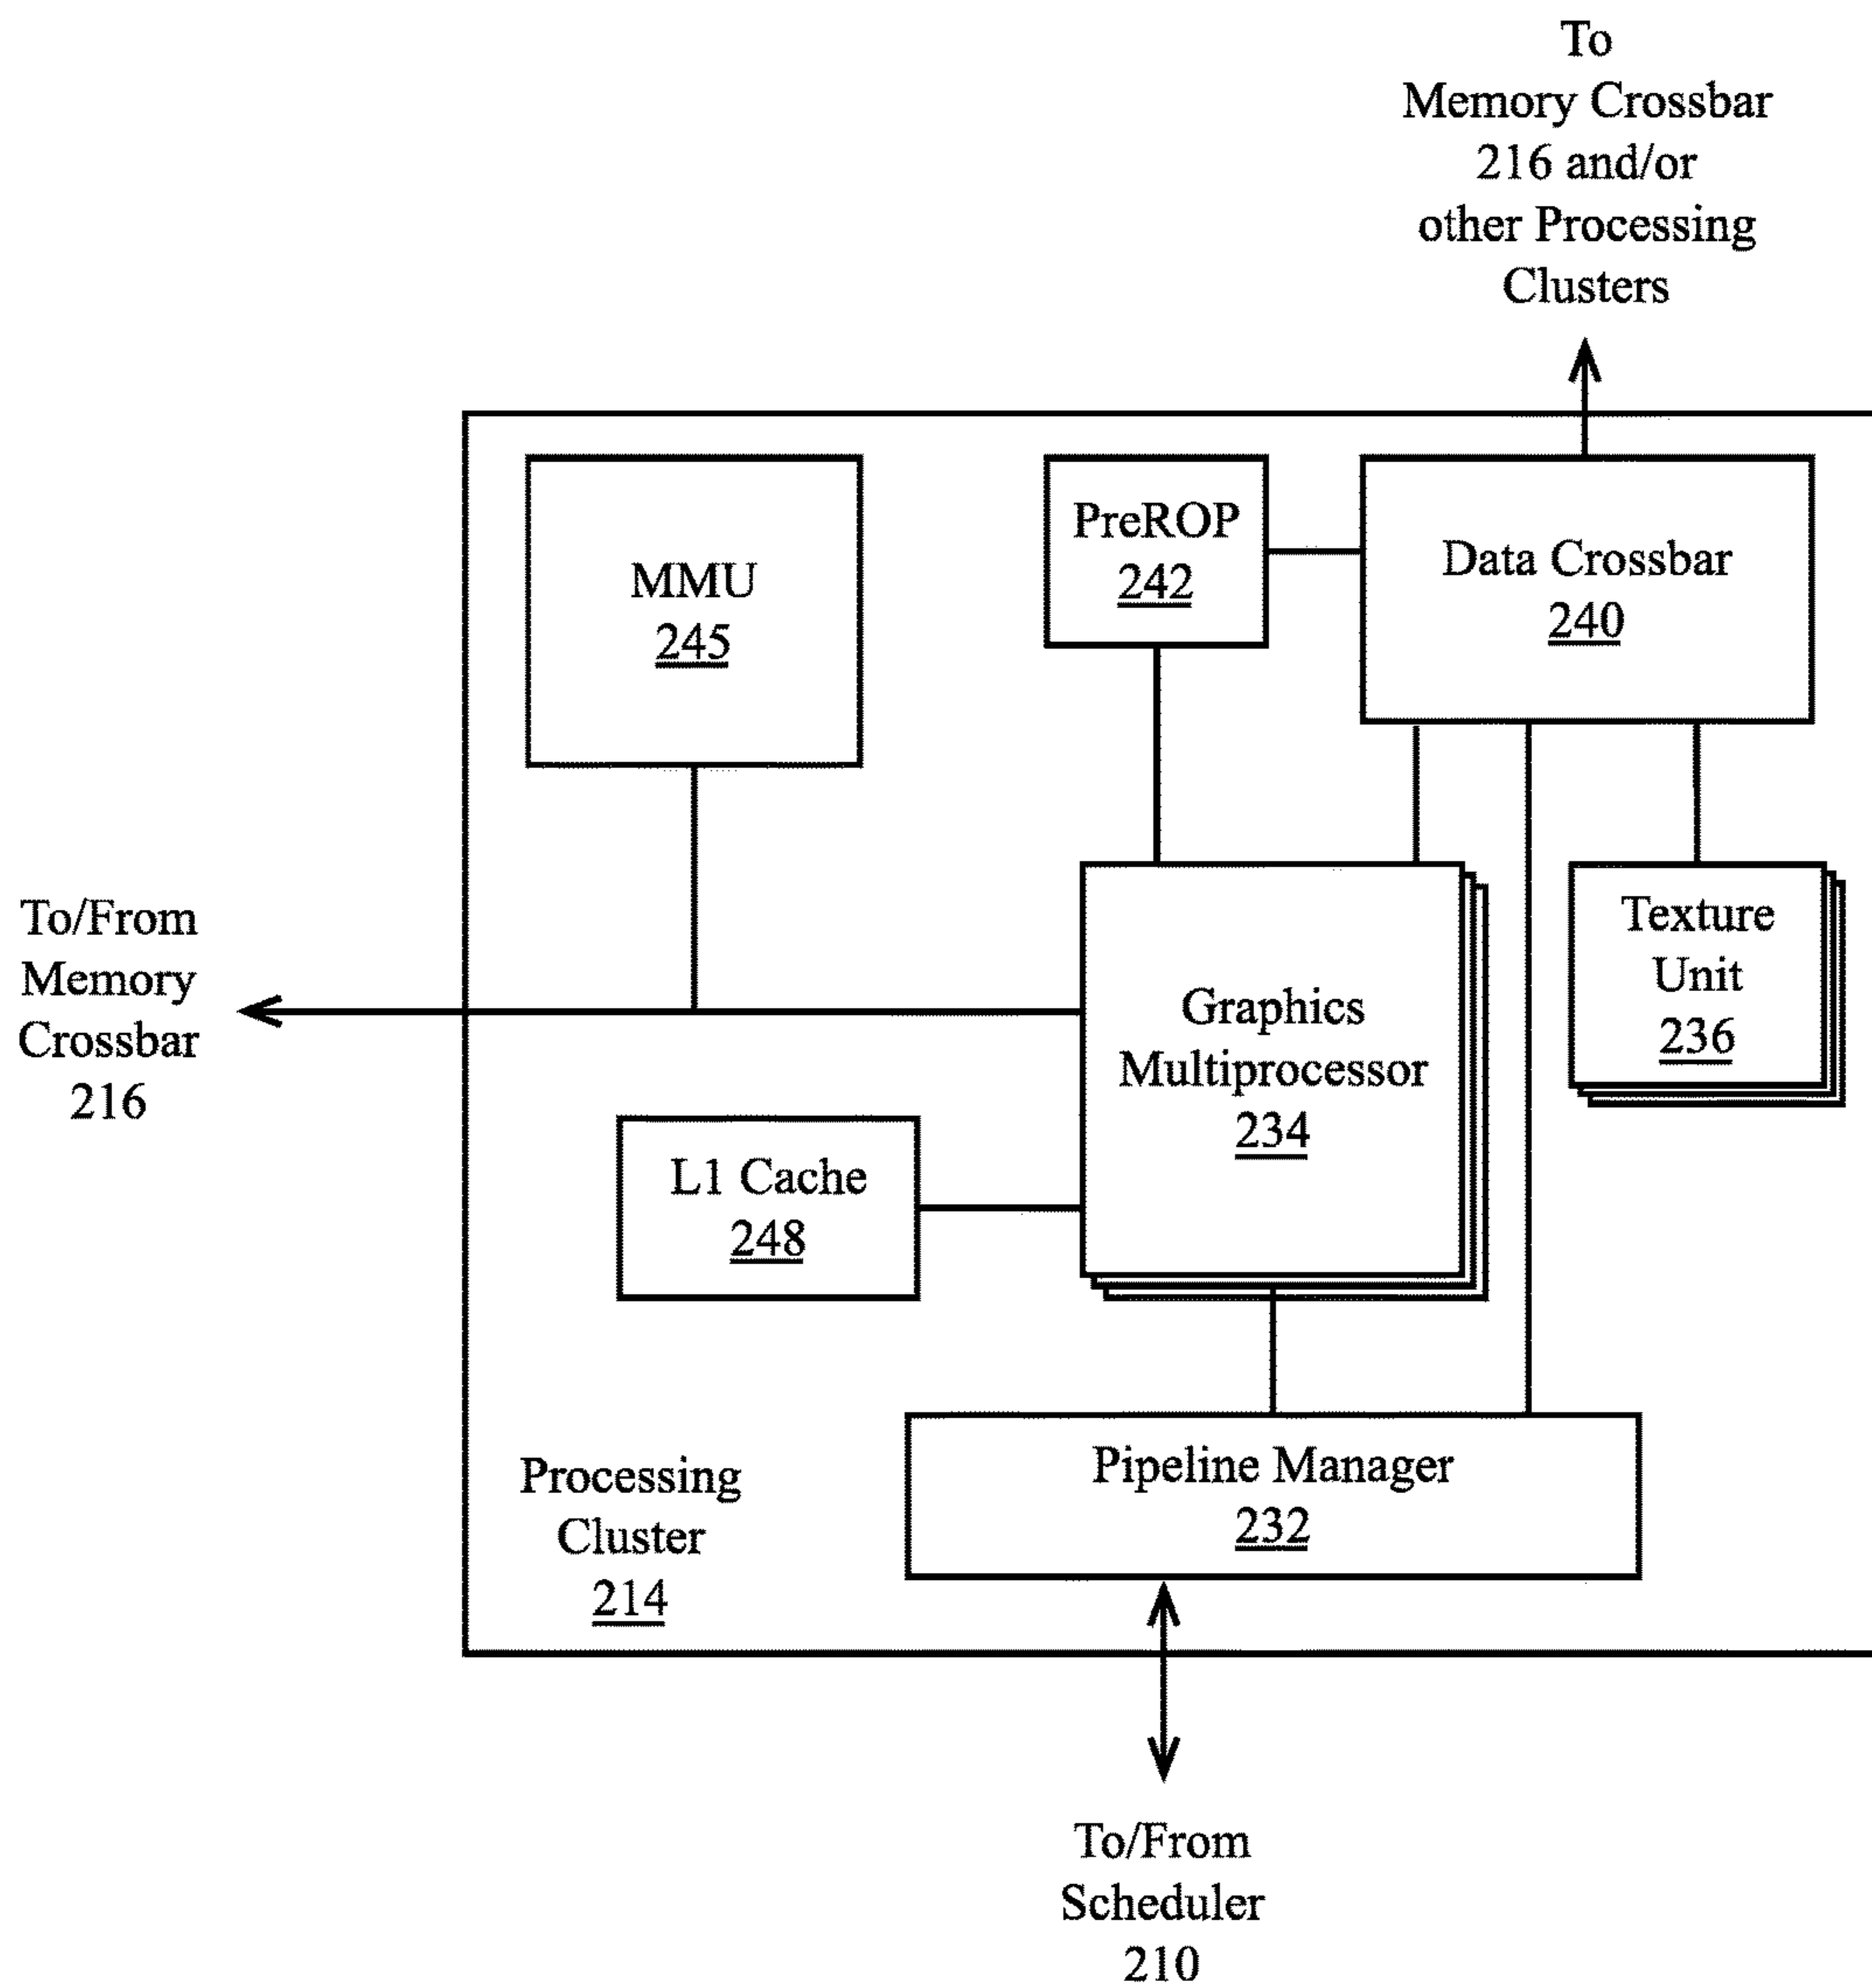 To
Memory Crossbar
216 and/or
other Processing
Clusters
MMU
245
PreROP
242
Data Crossbar
240
To/From
Memory
Crossbar
216
Graphics
Multiprocessor
234
Texture
Unit
236
L1 Cache
248
Processing
Cluster
214
Pipeline Manager
232
To/From
Scheduler
210